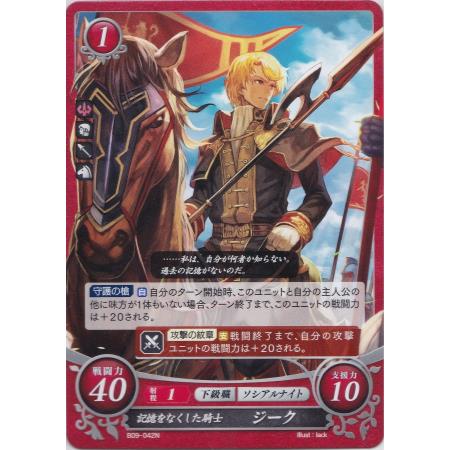 1
……私は、自分が何者か知らない。
過去の記憶がないのだ。
守護の槍 自 自分のターン開始時、このユニットと自分の主人公の
他に味方が1体もいない場合、ターン終了まで、このユニットの戦闘力
は+20される。
攻撃の紋章 支 戦闘終了まで、自分の攻撃
ユニットの戦闘力は+20される。
戦闘力
40
射程 1 下級職 ソシアルナイト
支援力
10
記憶をなくした騎士 ジーク
B09-042N
illust : lack